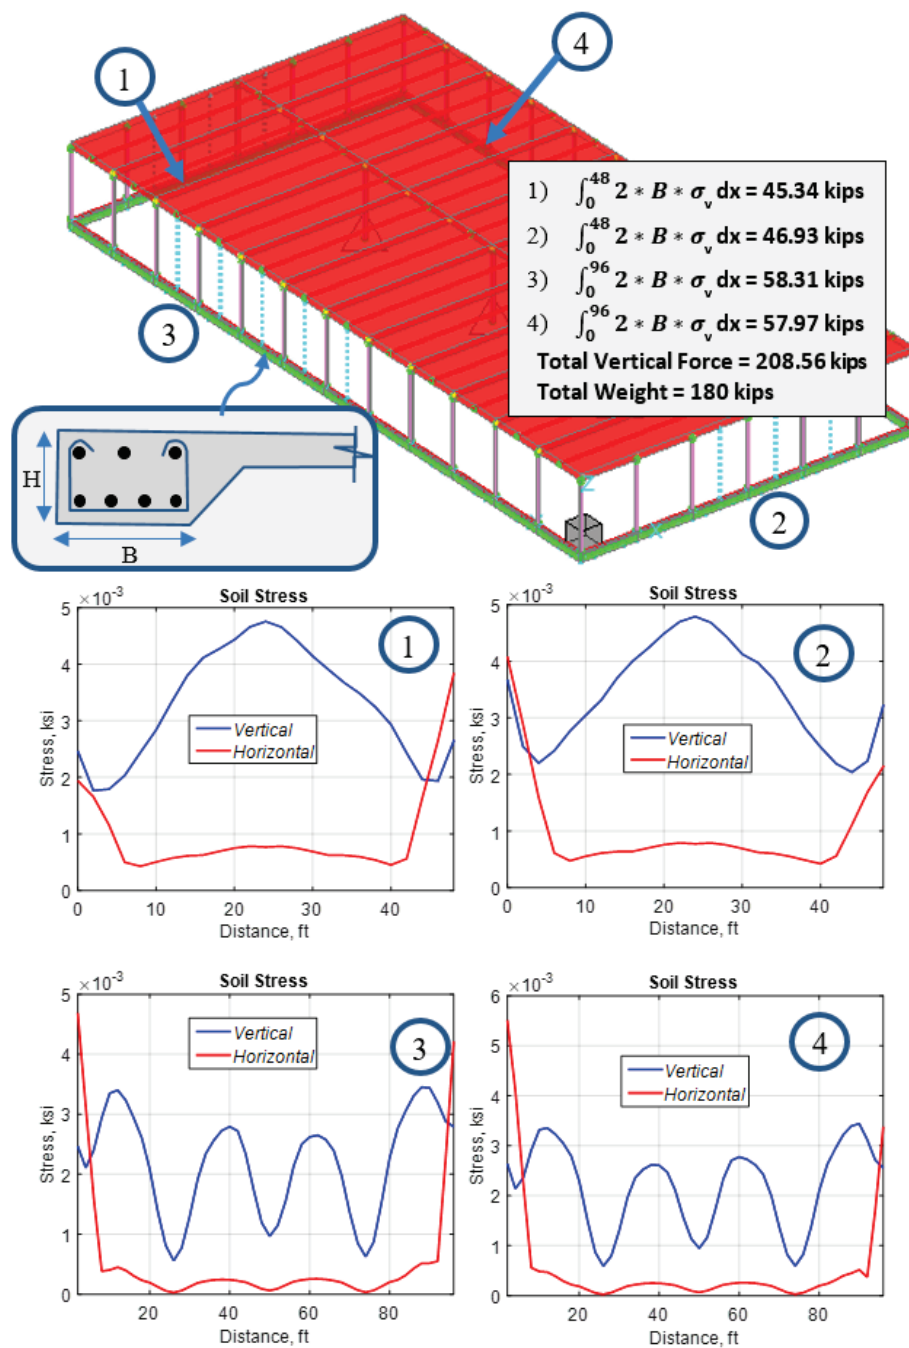 1
4
1) ∫₀⁴⁸ 2 * B * σᵥ dx = 45.34 kips
2) ∫₀⁴⁸ 2 * B * σᵥ dx = 46.93 kips
3) ∫₀⁹⁶ 2 * B * σᵥ dx = 58.31 kips
4) ∫₀⁹⁶ 2 * B * σᵥ dx = 57.97 kips
Total Vertical Force = 208.56 kips
Total Weight = 180 kips
3
H
B
Z
X
2
×10⁻³
Soil Stress
1
5
4
3
2
1
0
Stress, ksi
Vertical
Horizontal
0 10 20 30 40
Distance, ft
×10⁻³
Soil Stress
2
5
4
3
2
1
0
Stress, ksi
Vertical
Horizontal
0 20 40
Distance, ft
×10⁻³
Soil Stress
3
5
4
3
2
1
0
Stress, ksi
Vertical
Horizontal
20 40 60 80
Distance, ft
×10⁻³
Soil Stress
4
6
5
4
3
2
1
0
Stress, ksi
Vertical
Horizontal
20 40 60 80
Distance, ft